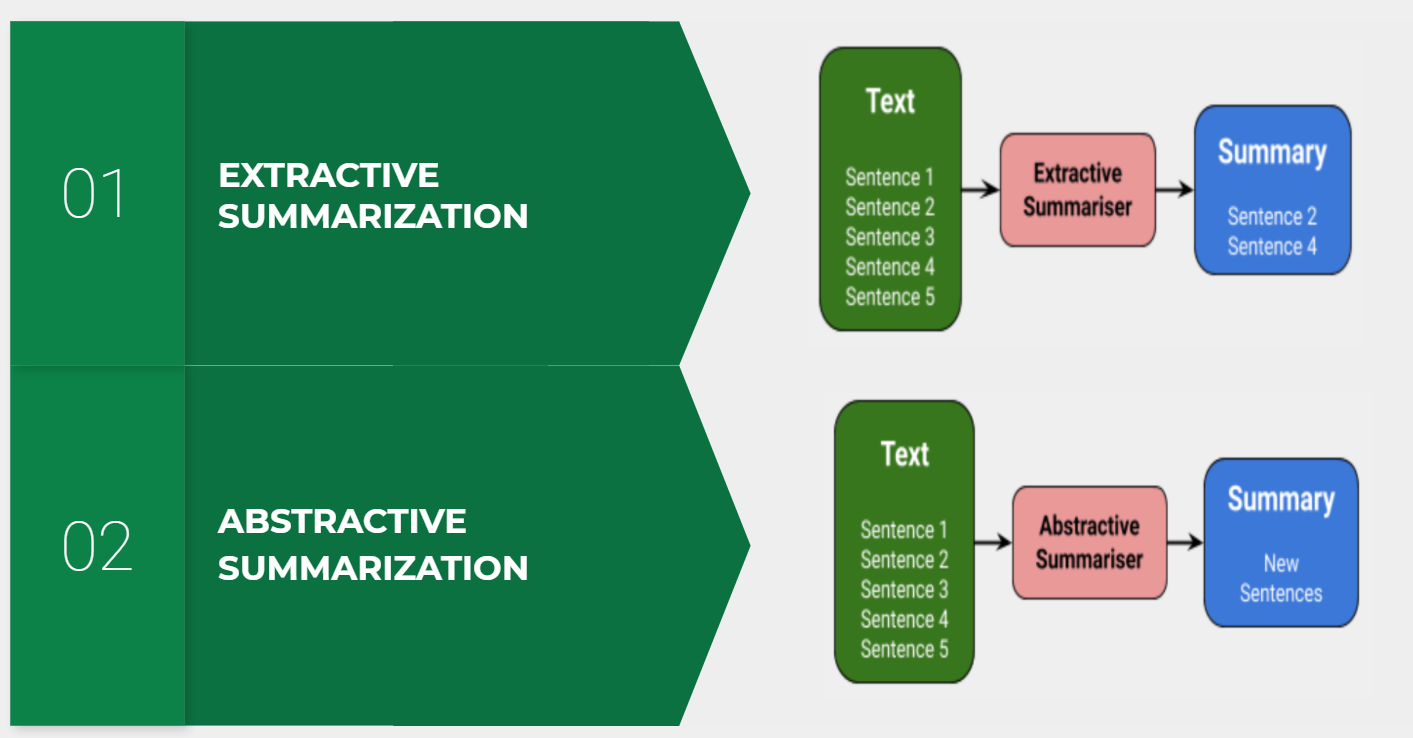 01
EXTRACTIVE
SUMMARIZATION
Text
Sentence 1
Sentence 2
Sentence 3
Sentence 4
Sentence 5
Extractive
Summariser
Summary
Sentence 2
Sentence 4
02
ABSTRACTIVE
SUMMARIZATION
Text
Sentence 1
Sentence 2
Sentence 3
Sentence 4
Sentence 5
Abstractive
Summariser
Summary
New
Sentences